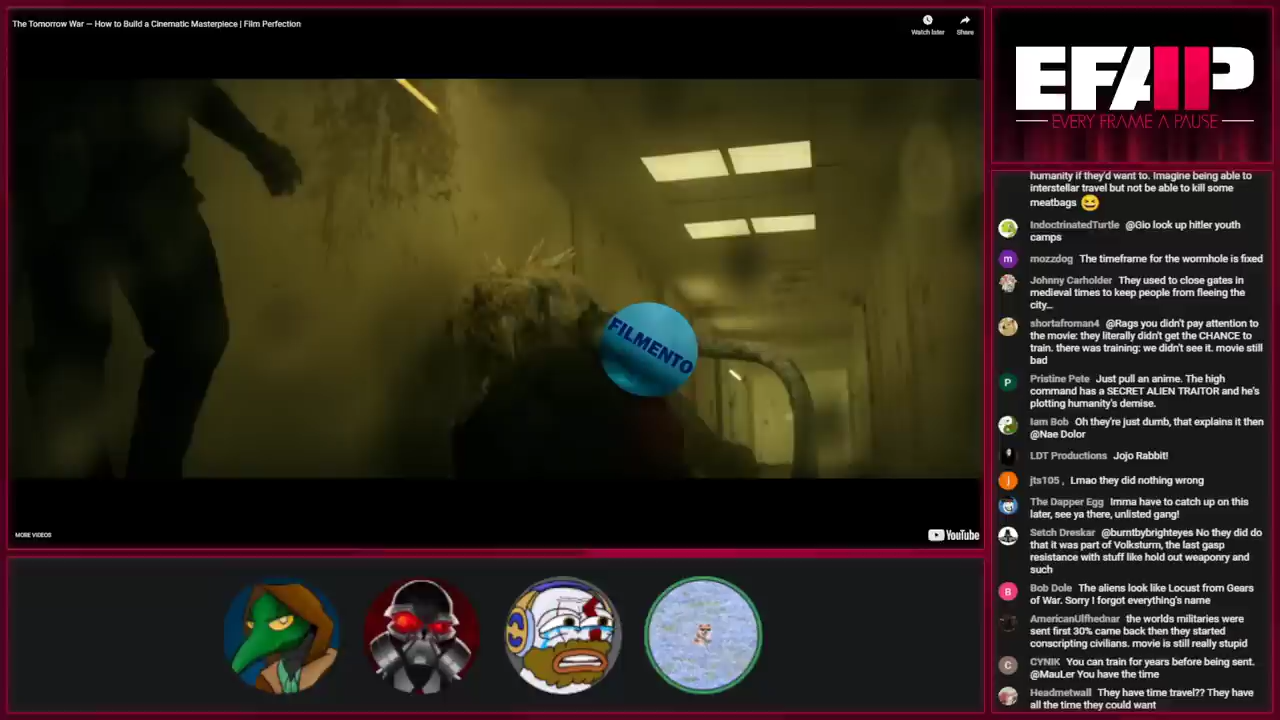 The Tomorrow War – How to Build a Cinematic Masterpiece | Film Perfection
Watch later
Share
FILMENTO
MORE VIDEOS
YouTube
EFAP
EVERY FRAME A PAUSE
humanity if they'd want to. Imagine being able to
interstellar travel but not be able to kill some
meatbags 😆
IndoctrinatedTurtle @Gio look up hitler youth
camps
m
mozzdog The timeframe for the wormhole is fixed
Johnny Carholder They used to close gates in
medieval times to keep people from fleeing the
city...
shortafroman4 @Rags you didn't pay attention to
the movie: they literally didn't get the CHANCE to
train. there was training: we didn't see it. movie still
bad
P
Pristine Pete Just pull an anime. The high
command has a SECRET ALIEN TRAITOR and he's
plotting humanity's demise.
Iam Bob Oh they're just dumb, that explains it then
@Nae Dolor
LDT Productions Jojo Rabbit!
j
jts105 , Lmao they did nothing wrong
The Dapper Egg Imma have to catch up on this
later, see ya there, unlisted gang!
Setch Dreskar @burntbybrighteyes No they did do
that it was part of Volksturm, the last gasp
resistance with stuff like hold out weaponry and
such
B
Bob Dole The aliens look like Locust from Gears
of War. Sorry I forgot everything's name
AmericanUlfhednar the worlds militaries were
sent first 30% came back then they started
conscripting civilians. movie is still really stupid
C
CYNIK You can train for years before being sent.
@MauLer You have the time
Headmetwall They have time travel?? They have
all the time they could want